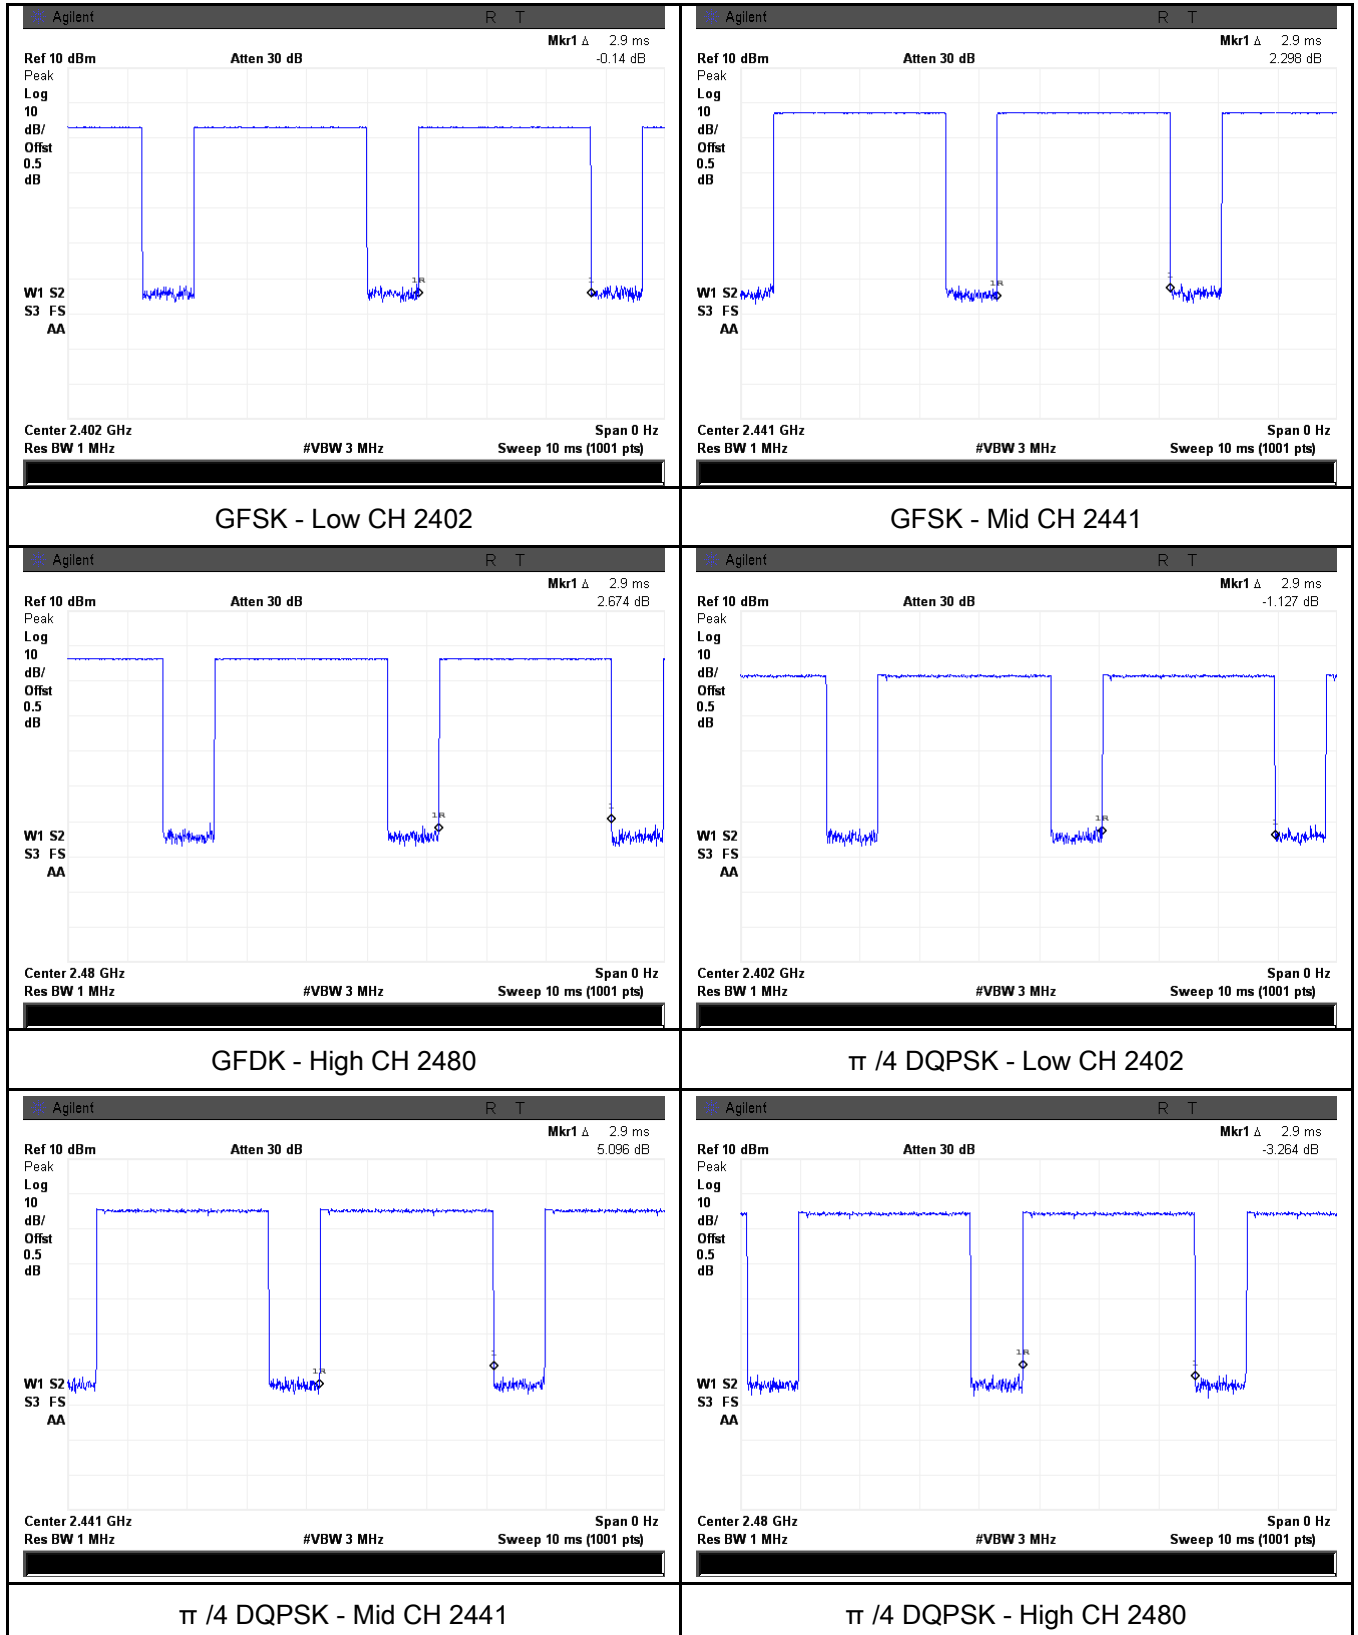 Agilent R T
Mkr1 Δ 2.9 ms
Ref 10 dBm Atten 30 dB -0.14 dB
Peak
Log
10
dB/
Offst
0.5
dB
1R
1
W1 S2
S3 FS
AA
Center 2.402 GHz Span 0 Hz
Res BW 1 MHz #VBW 3 MHz Sweep 10 ms (1001 pts)
GFSK - Low CH 2402
Agilent R T
Mkr1 Δ 2.9 ms
Ref 10 dBm Atten 30 dB 2.298 dB
Peak
Log
10
dB/
Offst
0.5
dB
1R
1
W1 S2
S3 FS
AA
Center 2.441 GHz Span 0 Hz
Res BW 1 MHz #VBW 3 MHz Sweep 10 ms (1001 pts)
GFSK - Mid CH 2441
Agilent R T
Mkr1 Δ 2.9 ms
Ref 10 dBm Atten 30 dB 2.674 dB
Peak
Log
10
dB/
Offst
0.5
dB
1R
1
W1 S2
S3 FS
AA
Center 2.48 GHz Span 0 Hz
Res BW 1 MHz #VBW 3 MHz Sweep 10 ms (1001 pts)
GFDK - High CH 2480
Agilent R T
Mkr1 Δ 2.9 ms
Ref 10 dBm Atten 30 dB -1.127 dB
Peak
Log
10
dB/
Offst
0.5
dB
1R
1
W1 S2
S3 FS
AA
Center 2.402 GHz Span 0 Hz
Res BW 1 MHz #VBW 3 MHz Sweep 10 ms (1001 pts)
π /4 DQPSK - Low CH 2402
Agilent R T
Mkr1 Δ 2.9 ms
Ref 10 dBm Atten 30 dB 5.096 dB
Peak
Log
10
dB/
Offst
0.5
dB
1R
1
W1 S2
S3 FS
AA
Center 2.441 GHz Span 0 Hz
Res BW 1 MHz #VBW 3 MHz Sweep 10 ms (1001 pts)
π /4 DQPSK - Mid CH 2441
Agilent R T
Mkr1 Δ 2.9 ms
Ref 10 dBm Atten 30 dB -3.264 dB
Peak
Log
10
dB/
Offst
0.5
dB
1R
1
W1 S2
S3 FS
AA
Center 2.48 GHz Span 0 Hz
Res BW 1 MHz #VBW 3 MHz Sweep 10 ms (1001 pts)
π /4 DQPSK - High CH 2480